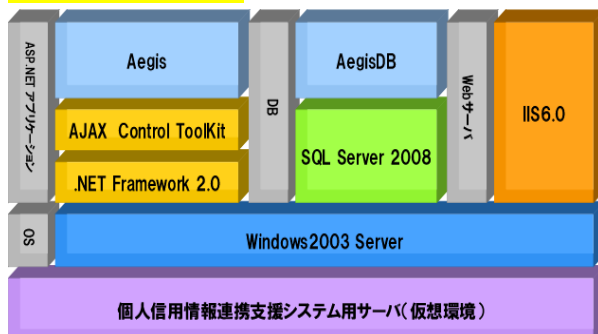 ASP.NET アプリケーション
Aegis
AJAX Control ToolKit
.NET Framework 2.0
DB
AegisDB
SQL Server 2008
Webサーバ
IIS6.0
OS
Windows2003 Server
個人信用情報連携支援システム用サーバ(仮想環境)